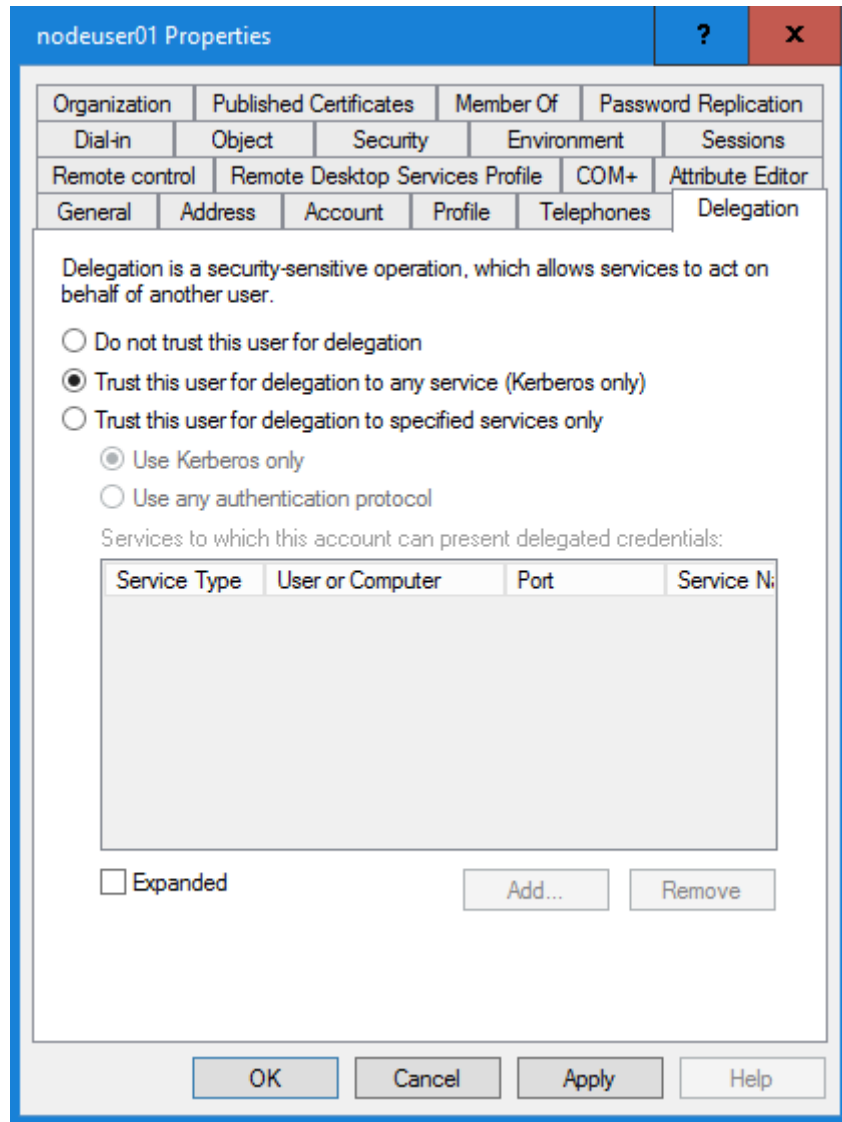 nodeuser01 Properties
?
x
Organization Published Certificates Member Of Password Replication
Dial-in Object Security Environment Sessions
Remote control Remote Desktop Services Profile COM+ Attribute Editor
General Address Account Profile Telephones Delegation
Delegation is a security-sensitive operation, which allows services to act on
behalf of another user.
Do not trust this user for delegation
Trust this user for delegation to any service (Kerberos only)
Trust this user for delegation to specified services only
Use Kerberos only
Use any authentication protocol
Services to which this account can present delegated credentials:
Service Type User or Computer Port Service
Expanded Add... Remove
OK Cancel Apply Help